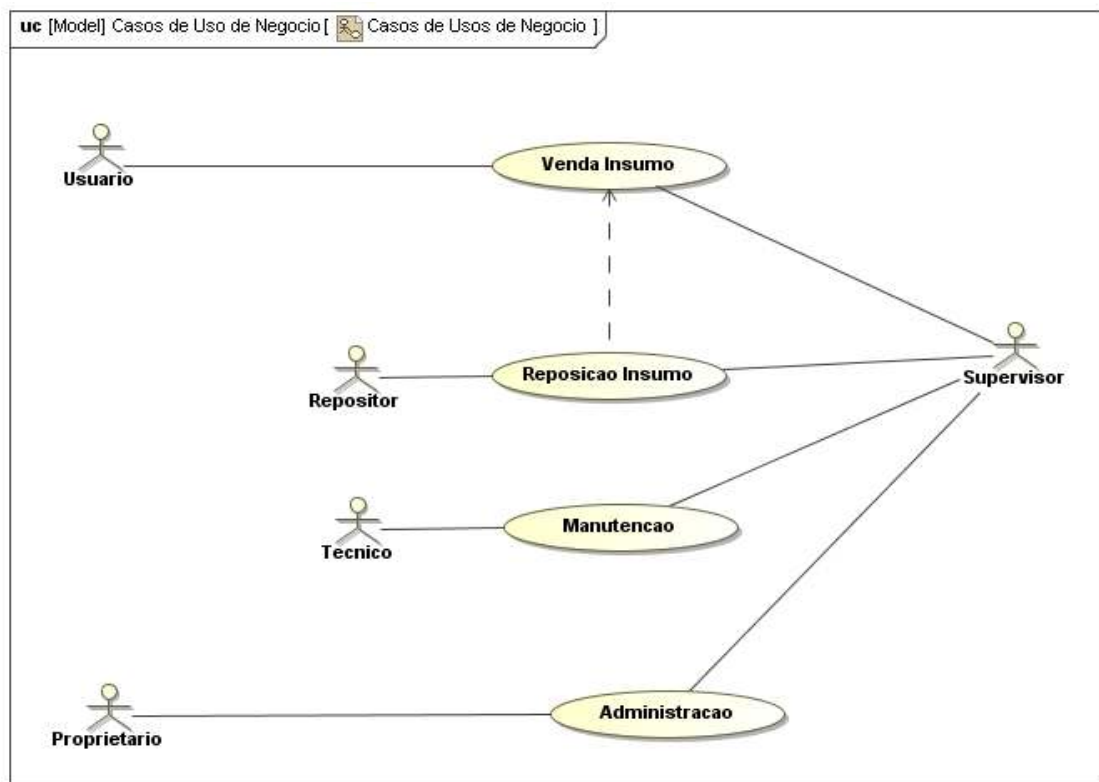 uc [Model] Casos de Uso de Negocio [ Casos de Usos de Negocio ]
Usuario
Venda Insumo
Repositor
Reposicao Insumo
Supervisor
Tecnico
Manutencao
Proprietario
Administracao